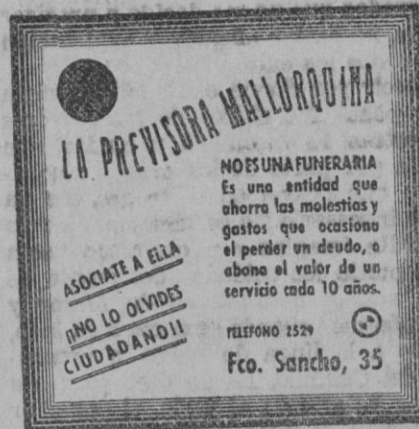 LA PREVISORA MALLORQUINA
NO ES UNA FUNERARIA
Es una entidad que
ahorra las molestias y
gastos que ocasiona
el perder un deudo, o
abona el valor de un
servicio cada 10 años.
ASOCIATE A ELLA
¡¡NO LO OLVIDES
CIUDADANO!!
TELEFONO 2529
Fco. Sancho, 35